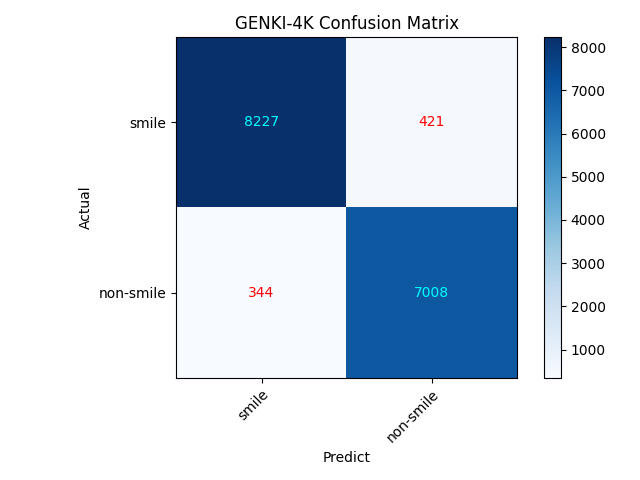 GENKI-4K Confusion Matrix
smile
8227
421
non-smile
344
7008
Actual
smile
non-smile
Predict
8000
7000
6000
5000
4000
3000
2000
1000